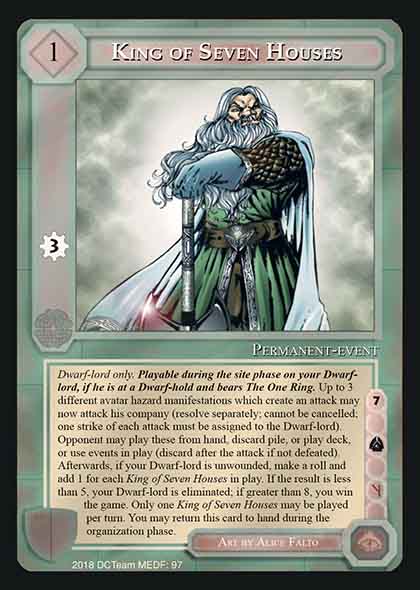 1
KING OF SEVEN HOUSES
3
PERMANENT-EVENT
Dwarf-lord only. Playable during the site phase on your Dwarf-
lord, if he is at a Dwarf-hold and bears The One Ring. Up to 3
different avatar hazard manifestations which create an attack may
now attack his company (resolve separately; cannot be cancelled;
one strike of each attack must be assigned to the Dwarf-lord).
Opponent may play these from hand, discard pile, or play deck,
or use events in play (discard after the attack if not defeated).
Afterwards, if your Dwarf-lord is unwounded, make a roll and
add 1 for each King of Seven Houses in play. If the result is less
than 5, your Dwarf-lord is eliminated; if greater than 8, you win
the game. Only one King of Seven Houses may be played
per turn. You may return this card to hand during the
organization phase.
7
ART BY ALICE FALTO
2018 DCTeam MEDF: 97